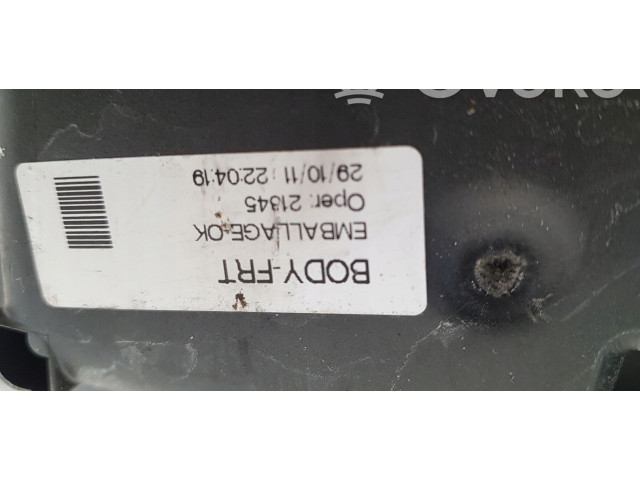 BODY-FRT
EMBALLAGE-OK
Oper: 21345
29/10/11 22:04:19